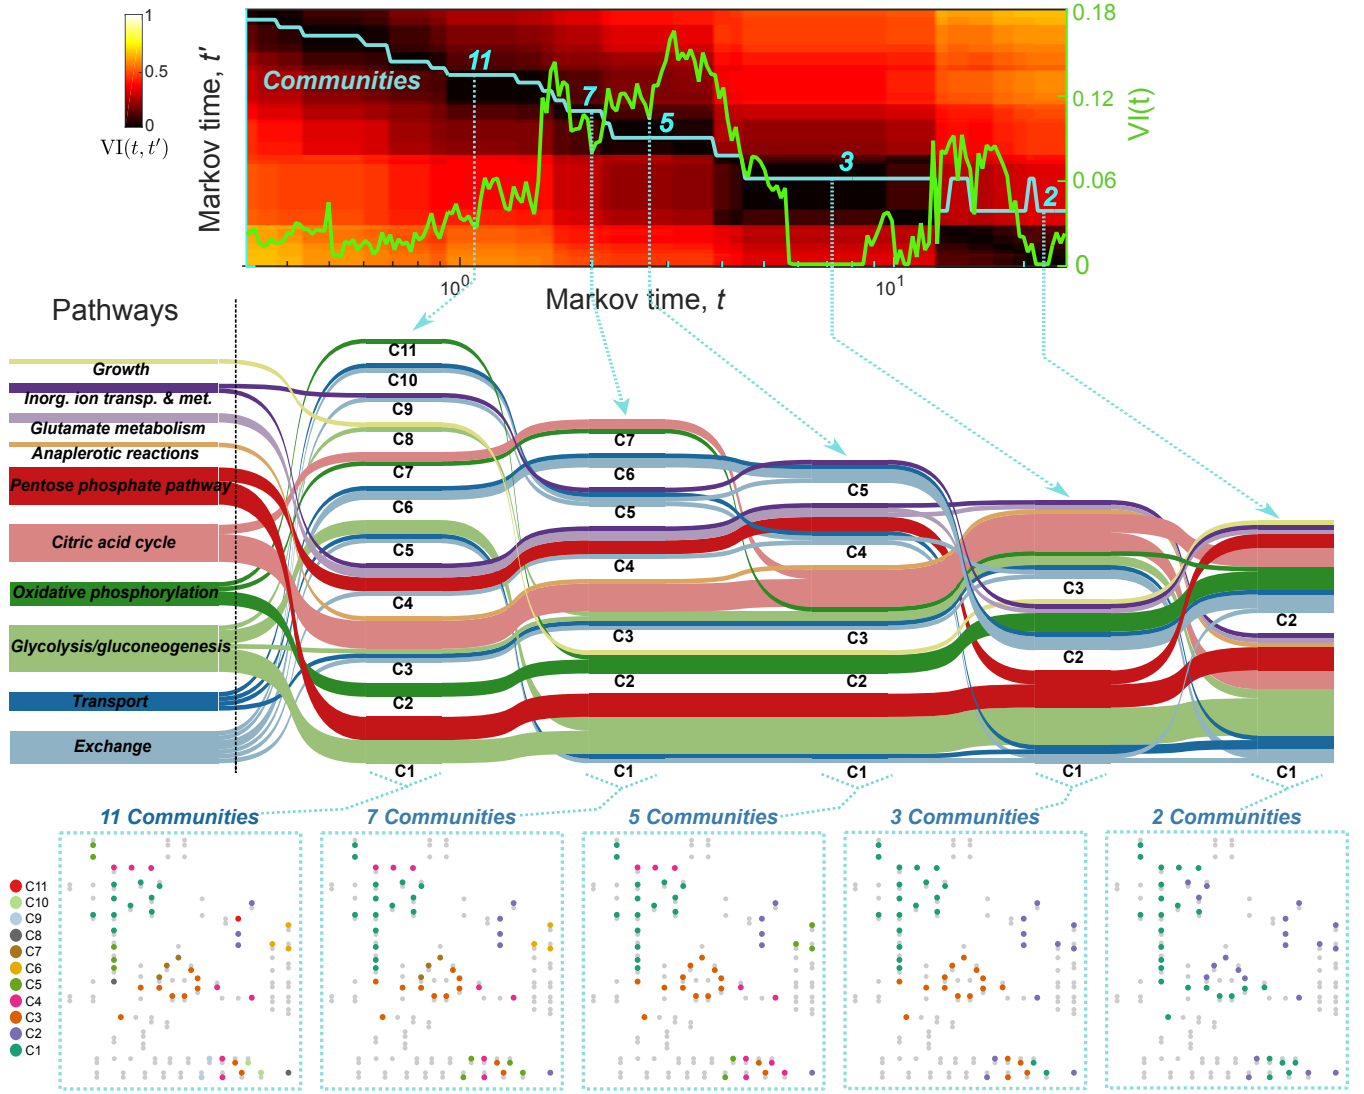 1
0.5
0
VI(t, t′)
Markov time, t′
Communities
11
7
5
3
2
0.18
0.12
0.06
0
VI(t)
10⁰
10¹
Markov time, t
Pathways
Growth
Inorg. ion transp. & met.
Glutamate metabolism
Anaplerotic reactions
Pentose phosphate pathway
Citric acid cycle
Oxidative phosphorylation
Glycolysis/gluconeogenesis
Transport
Exchange
C11
C10
C9
C8
C7
C6
C5
C4
C3
C2
C1
C7
C6
C5
C4
C3
C2
C1
C5
C4
C3
C2
C1
C3
C2
C1
C2
C1
11 Communities
7 Communities
5 Communities
3 Communities
2 Communities
C11
C10
C9
C8
C7
C6
C5
C4
C3
C2
C1